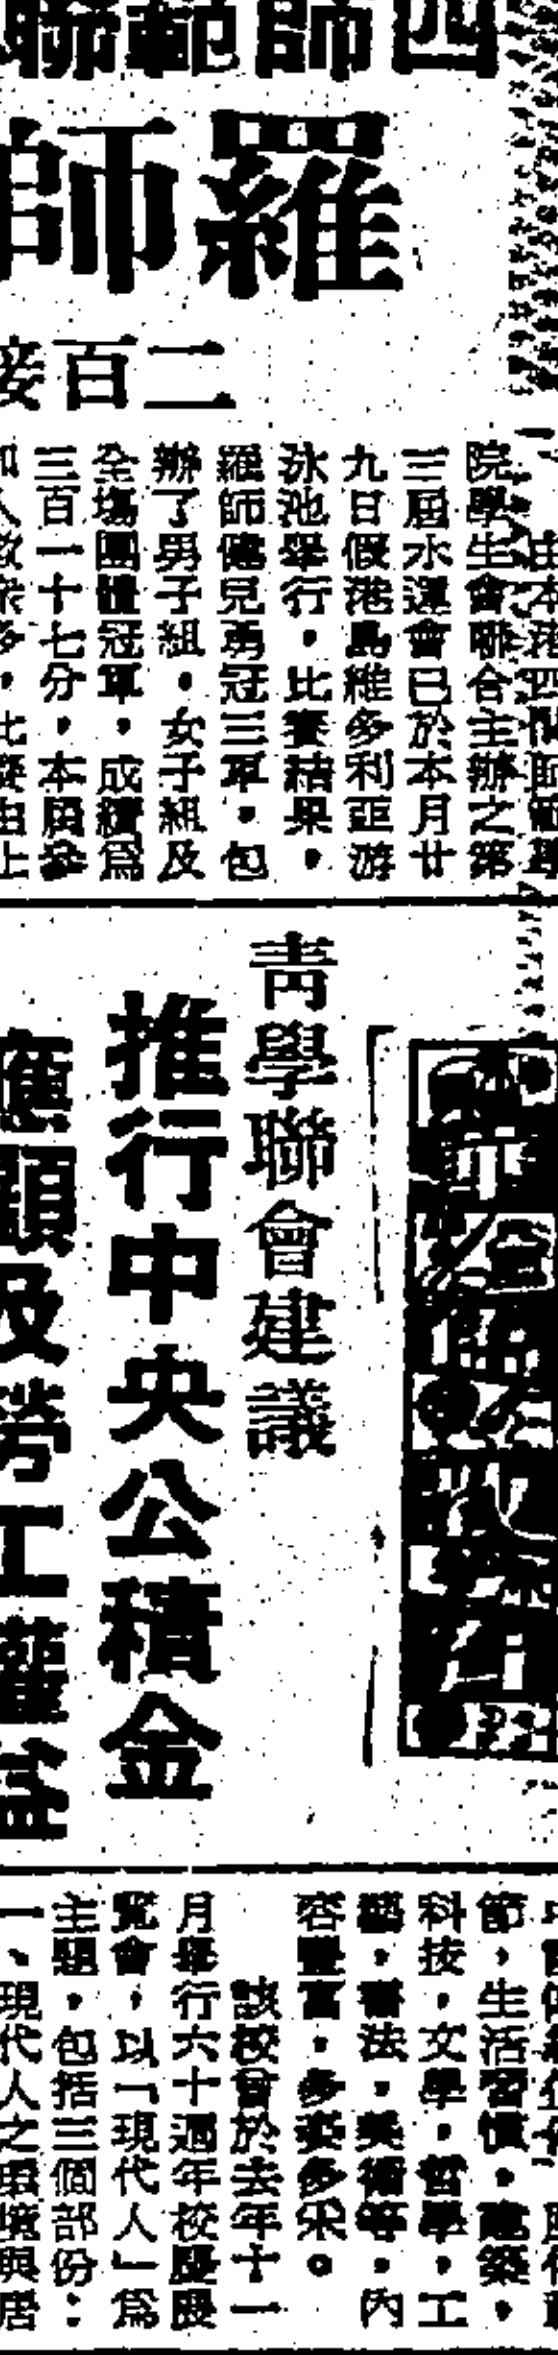 四師範聯
羅師
二百接
院學生會聯合主辦之第
三屆水運會已於本月廿
九日假港島維多利亞游
泳池舉行，比賽結果，
羅師健兒勇冠三軍，包
辦了男子組，女子組及
全場團體冠軍，成績爲
三百一十七分，本屆參
青學聯會建議
推行中央公積金
應顧及勞工權益
節，生活習慣，建築，
科技，文學，哲學，工
藝，書法，美術等，內
容豐富，多姿多采。
該校曾於去年十一
月舉行六十週年校慶展
覽會，以「現代人」爲
主題，包括三個部份：
一、現代人之環境與居